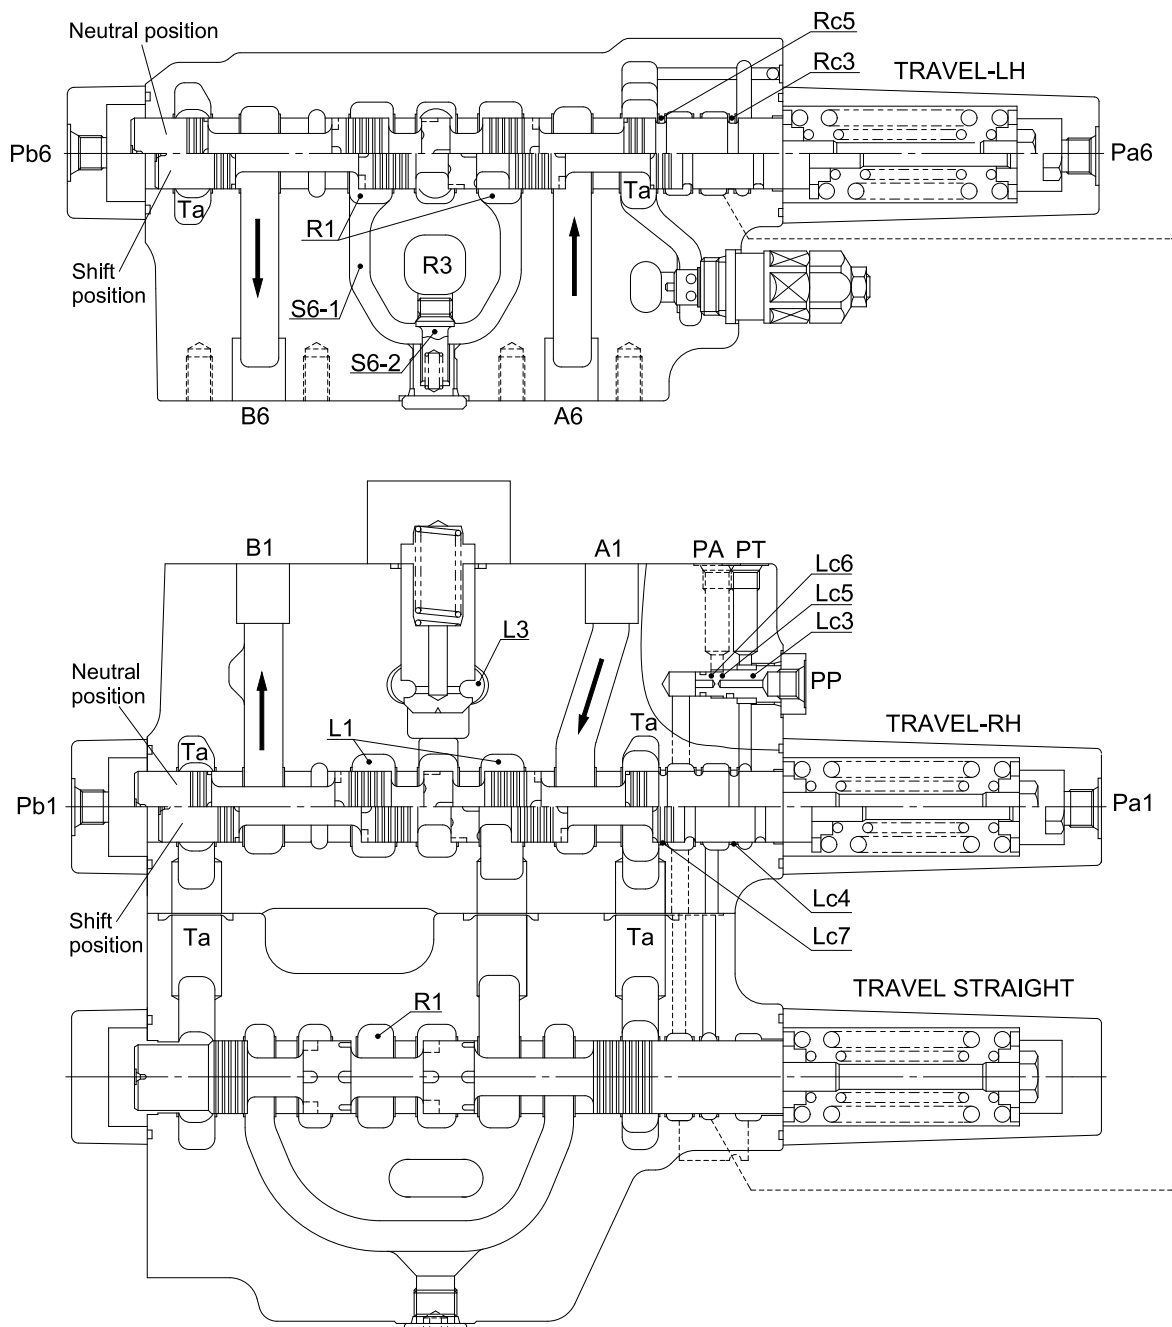 Neutral position
Rc5
Rc3
TRAVEL-LH
Pb6
Pa6
Ta
Ta
R1
R3
Shift
position
S6-1
S6-2
B6
A6
B1
A1
PA
PT
Lc6
Lc5
Lc3
L3
Neutral
position
PP
Ta
TRAVEL-RH
Ta
L1
Pb1
Pa1
Lc4
Shift
position
Ta
Ta
Lc7
TRAVEL STRAIGHT
R1